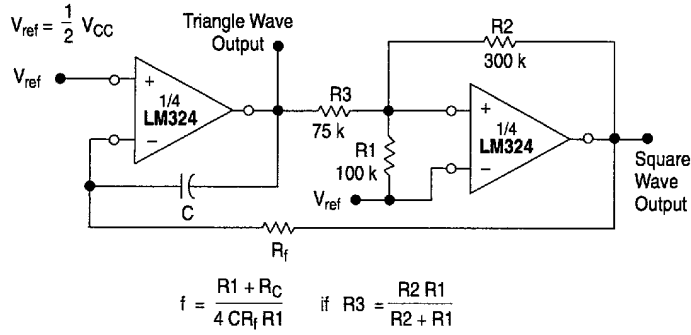 V_ref = 1/2 V_CC
Triangle Wave
Output
R2
300 k
V_ref
+
1/4
LM324
−
R3
75 k
+
1/4
LM324
−
R1
100 k
V_ref
C
R_f
Square
Wave
Output
f = (R1 + R_C)/(4 CR_f R1) if R3 = (R2 R1)/(R2 + R1)